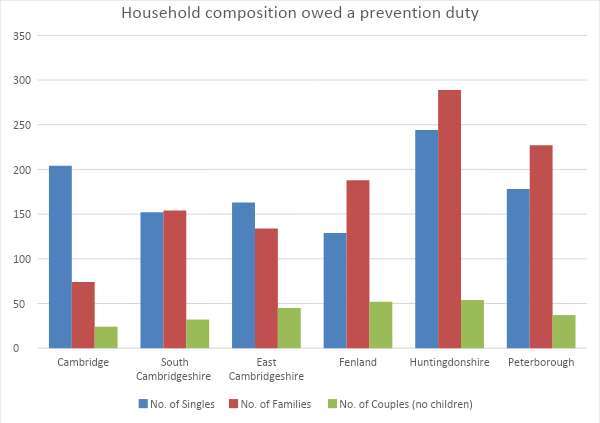 Household composition owed a prevention duty
350
300
250
200
150
100
50
0
Cambridge
South
Cambridgeshire
East
Cambridgeshire
Fenland
Huntingdonshire
Peterborough
No. of Singles
No. of Families
No. of Couples (no children)